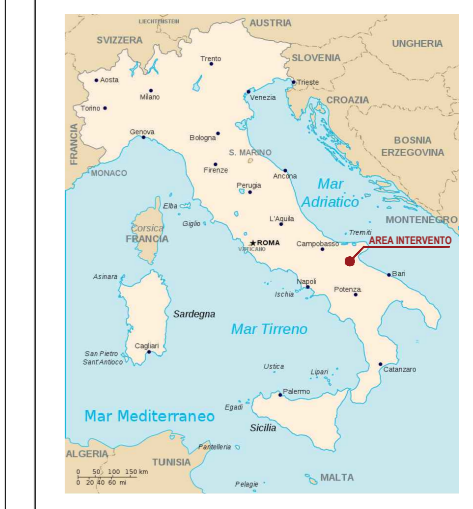 LIECHTENSTEIN
AUSTRIA
SVIZZERA
UNGHERIA
Trento
SLOVENIA
Aosta
Milano
Trieste
Torino
Venezia
CROAZIA
Genova
Bologna
BOSNIA
ERZEGOVINA
FRANCIA
S. MARINO
Firenze
MONACO
Ancona
Perugia
Mar
Adriatico
Elba
L'Aquila
MONTENEGRO
Giglio
Corsica
FRANCIA
Tremiti
ROMA
VATICANO
Campobasso
AREA INTERVENTO
Asinara
Bari
Napoli
Ischia
Potenza
Sardegna
Mar Tirreno
Cagliari
San Pietro
Sant'Antioco
Ustica
Lipari
Catanzaro
Palermo
Egadi
Mar Mediterraneo
Sicilia
Pantelleria
ALGERIA
TUNISIA
0 50 100 150 km
0 20 40 60 mi
Pelagie
MALTA